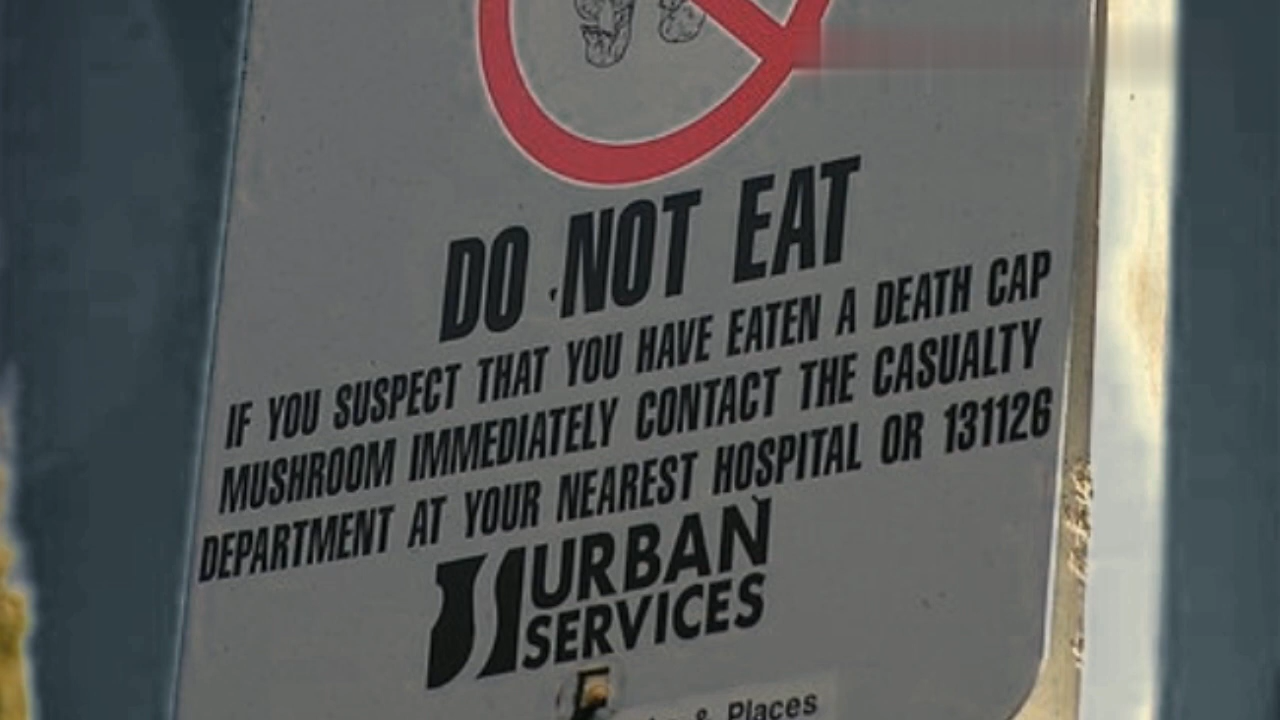 DO NOT EAT
IF YOU SUSPECT THAT YOU HAVE EATEN A DEATH CAP
MUSHROOM IMMEDIATELY CONTACT THE CASUALTY
DEPARTMENT AT YOUR NEAREST HOSPITAL OR 131126
URBAN
SERVICES
& Places